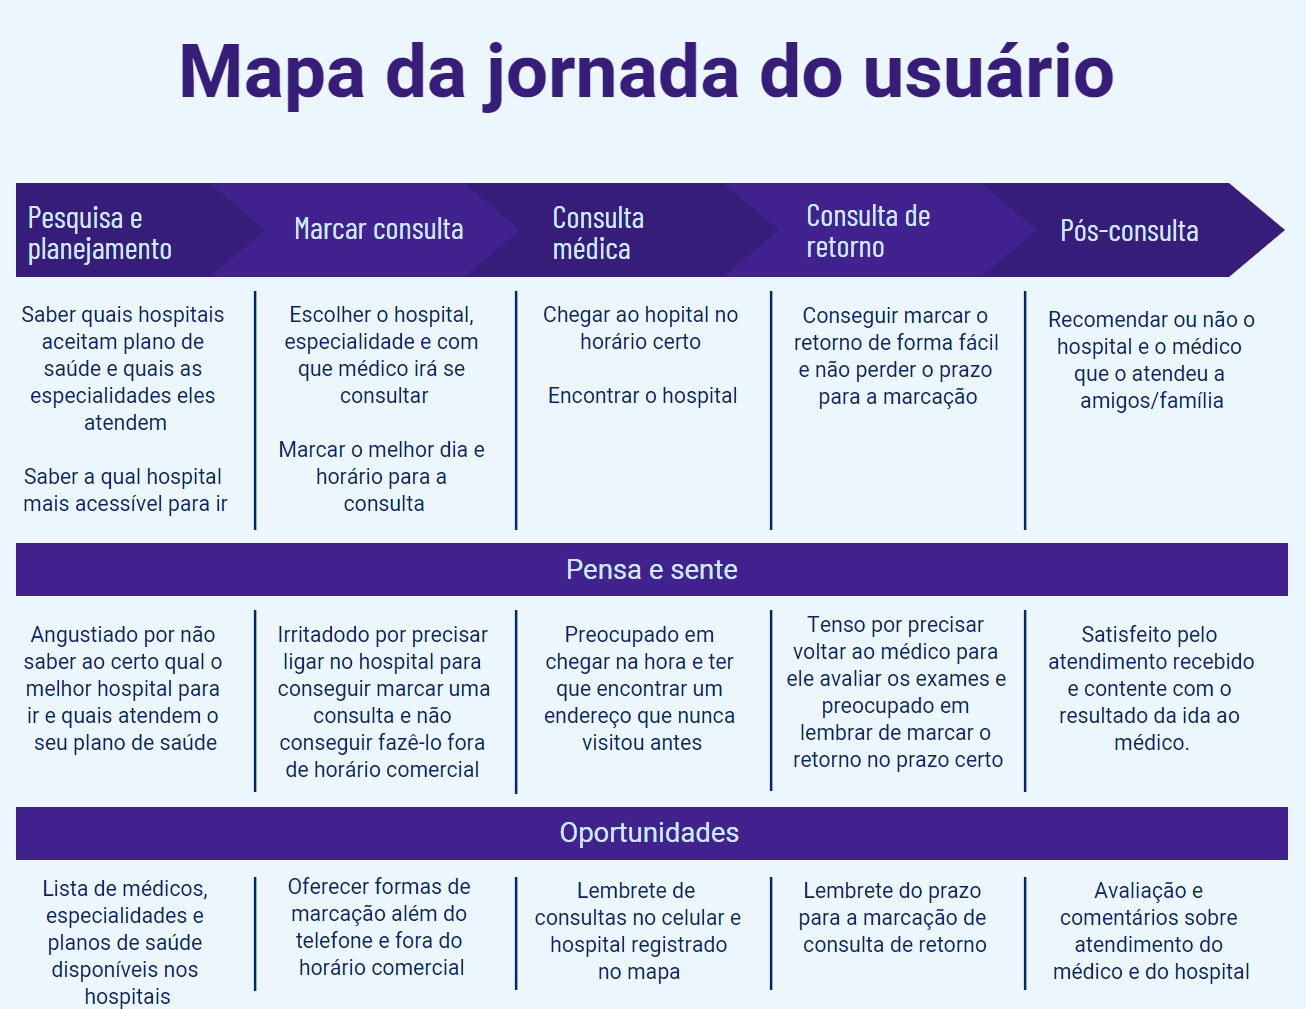 Mapa da jornada do usuário
Pesquisa e
planejamento
Marcar consulta
Consulta
médica
Consulta de
retorno
Pós-consulta
Saber quais hospitais
aceitam plano de
saúde e quais as
especialidades eles
atendem
Saber a qual hospital
mais acessível para ir
Escolher o hospital,
especialidade e com
que médico irá se
consultar
Marcar o melhor dia e
horário para a
consulta
Chegar ao hopital no
horário certo
Encontrar o hospital
Conseguir marcar o
retorno de forma fácil
e não perder o prazo
para a marcação
Recomendar ou não o
hospital e o médico
que o atendeu a
amigos/família
Pensa e sente
Angustiado por não
saber ao certo qual o
melhor hospital para
ir e quais atendem o
seu plano de saúde
Irritadodo por precisar
ligar no hospital para
conseguir marcar uma
consulta e não
conseguir fazê-lo fora
de horário comercial
Preocupado em
chegar na hora e ter
que encontrar um
endereço que nunca
visitou antes
Tenso por precisar
voltar ao médico para
ele avaliar os exames e
preocupado em
lembrar de marcar o
retorno no prazo certo
Satisfeito pelo
atendimento recebido
e contente com o
resultado da ida ao
médico.
Oportunidades
Lista de médicos,
especialidades e
planos de saúde
disponíveis nos
hospitais
Oferecer formas de
marcação além do
telefone e fora do
horário comercial
Lembrete de
consultas no celular e
hospital registrado
no mapa
Lembrete do prazo
para a marcação de
consulta de retorno
Avaliação e
comentários sobre
atendimento do
médico e do hospital